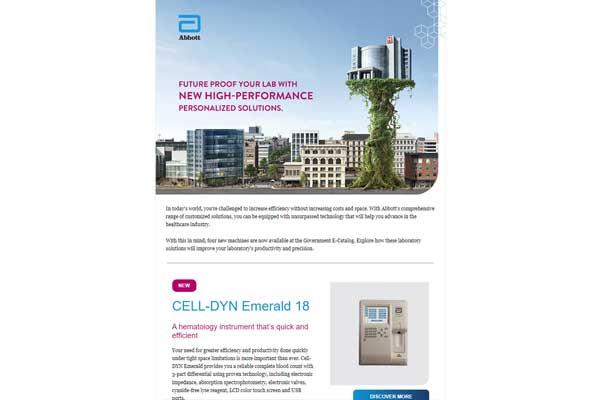 Abbott
FUTURE PROOF YOUR LAB WITH
NEW HIGH-PERFORMANCE
PERSONALIZED SOLUTIONS.
In today's world, you're challenged to increase efficiency without increasing costs and space. With Abbott's comprehensive
range of customized solutions, you can be equipped with unsurpassed technology that will help you advance in the
healthcare industry.
With this in mind, four new machines are now available at the Government E-Catalog. Explore how these laboratory
solutions will improve your laboratory's productivity and precision.
NEW
CELL-DYN Emerald 18
A hematology instrument that's quick and
efficient
Your need for greater efficiency and productivity done quickly
under tight space limitations is more important than ever. Cell-
DYN Emerald provides you a reliable complete blood count with
3-part differential using proven technology, including electronic
impedance, absorption spectrophotometry, electronic valves,
cyanide-free lyse reagent, LCD color touch screen and USB
ports.
DISCOVER MORE